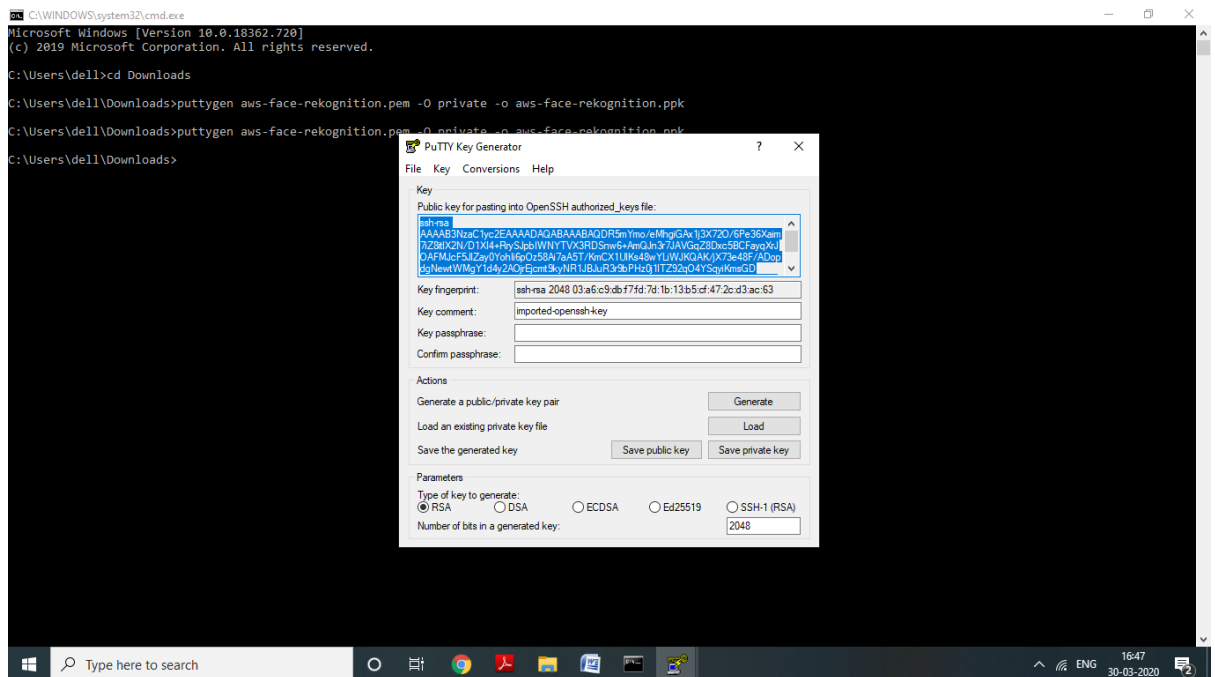 C:\WINDOWS\system32\cmd.exe
Microsoft Windows [Version 10.0.18362.720]
(c) 2019 Microsoft Corporation. All rights reserved.
C:\Users\dell>cd Downloads
C:\Users\dell\Downloads>puttygen aws-face-rekognition.pem -O private -o aws-face-rekognition.ppk
C:\Users\dell\Downloads>puttygen aws-face-rekognition.pem -O private -o aws-face-rekognition.ppk
C:\Users\dell\Downloads>
PuTTY Key Generator
File Key Conversions Help
Key
Public key for pasting into OpenSSH authorized_keys file:
ssh-rsa
Key fingerprint: ssh-rsa 2048 03:a6:c9:db:f7:fd:7d:1b:13:b5:cf:47:2c:d3:ac:63
Key comment: imported-openssh-key
Key passphrase:
Confirm passphrase:
Actions
Generate a public/private key pair Generate
Load an existing private key file Load
Save the generated key Save public key Save private key
Parameters
Type of key to generate:
RSA DSA ECDSA Ed25519 SSH-1 (RSA)
Number of bits in a generated key: 2048
Type here to search
ENG
16:47
30-03-2020
2